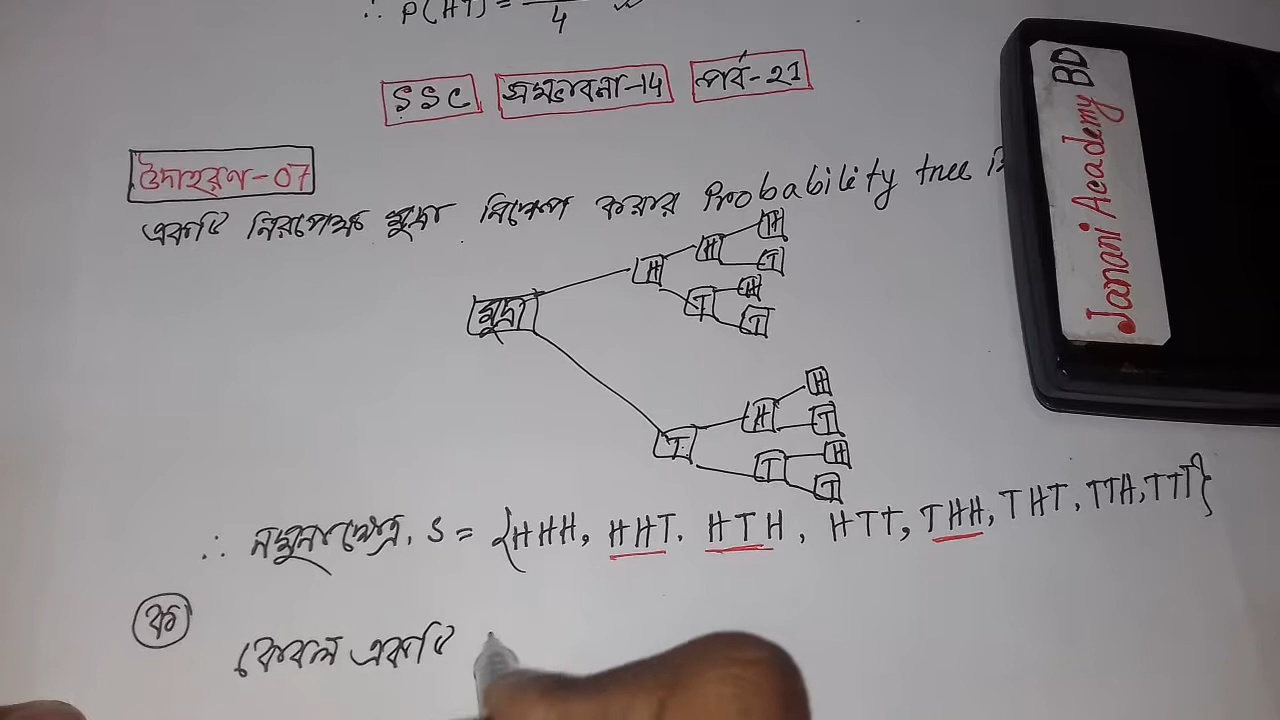 ∴ P(HT) = 4
SSC সম্ভাবনা-14 পর্ব-21
উদাহরণ-07
একটি নিরপেক্ষ মুদ্রা নিক্ষেপ করার Probability tree
মুদ্রা
H H H
T
T H
T
T H H
T
T H
T
∴ নমুনাক্ষেত্র, S = {HHH, HHT. HTH, HTT, THH, THT, TTH, TTT}
ক
কেবল একটি
Janani Academy BD